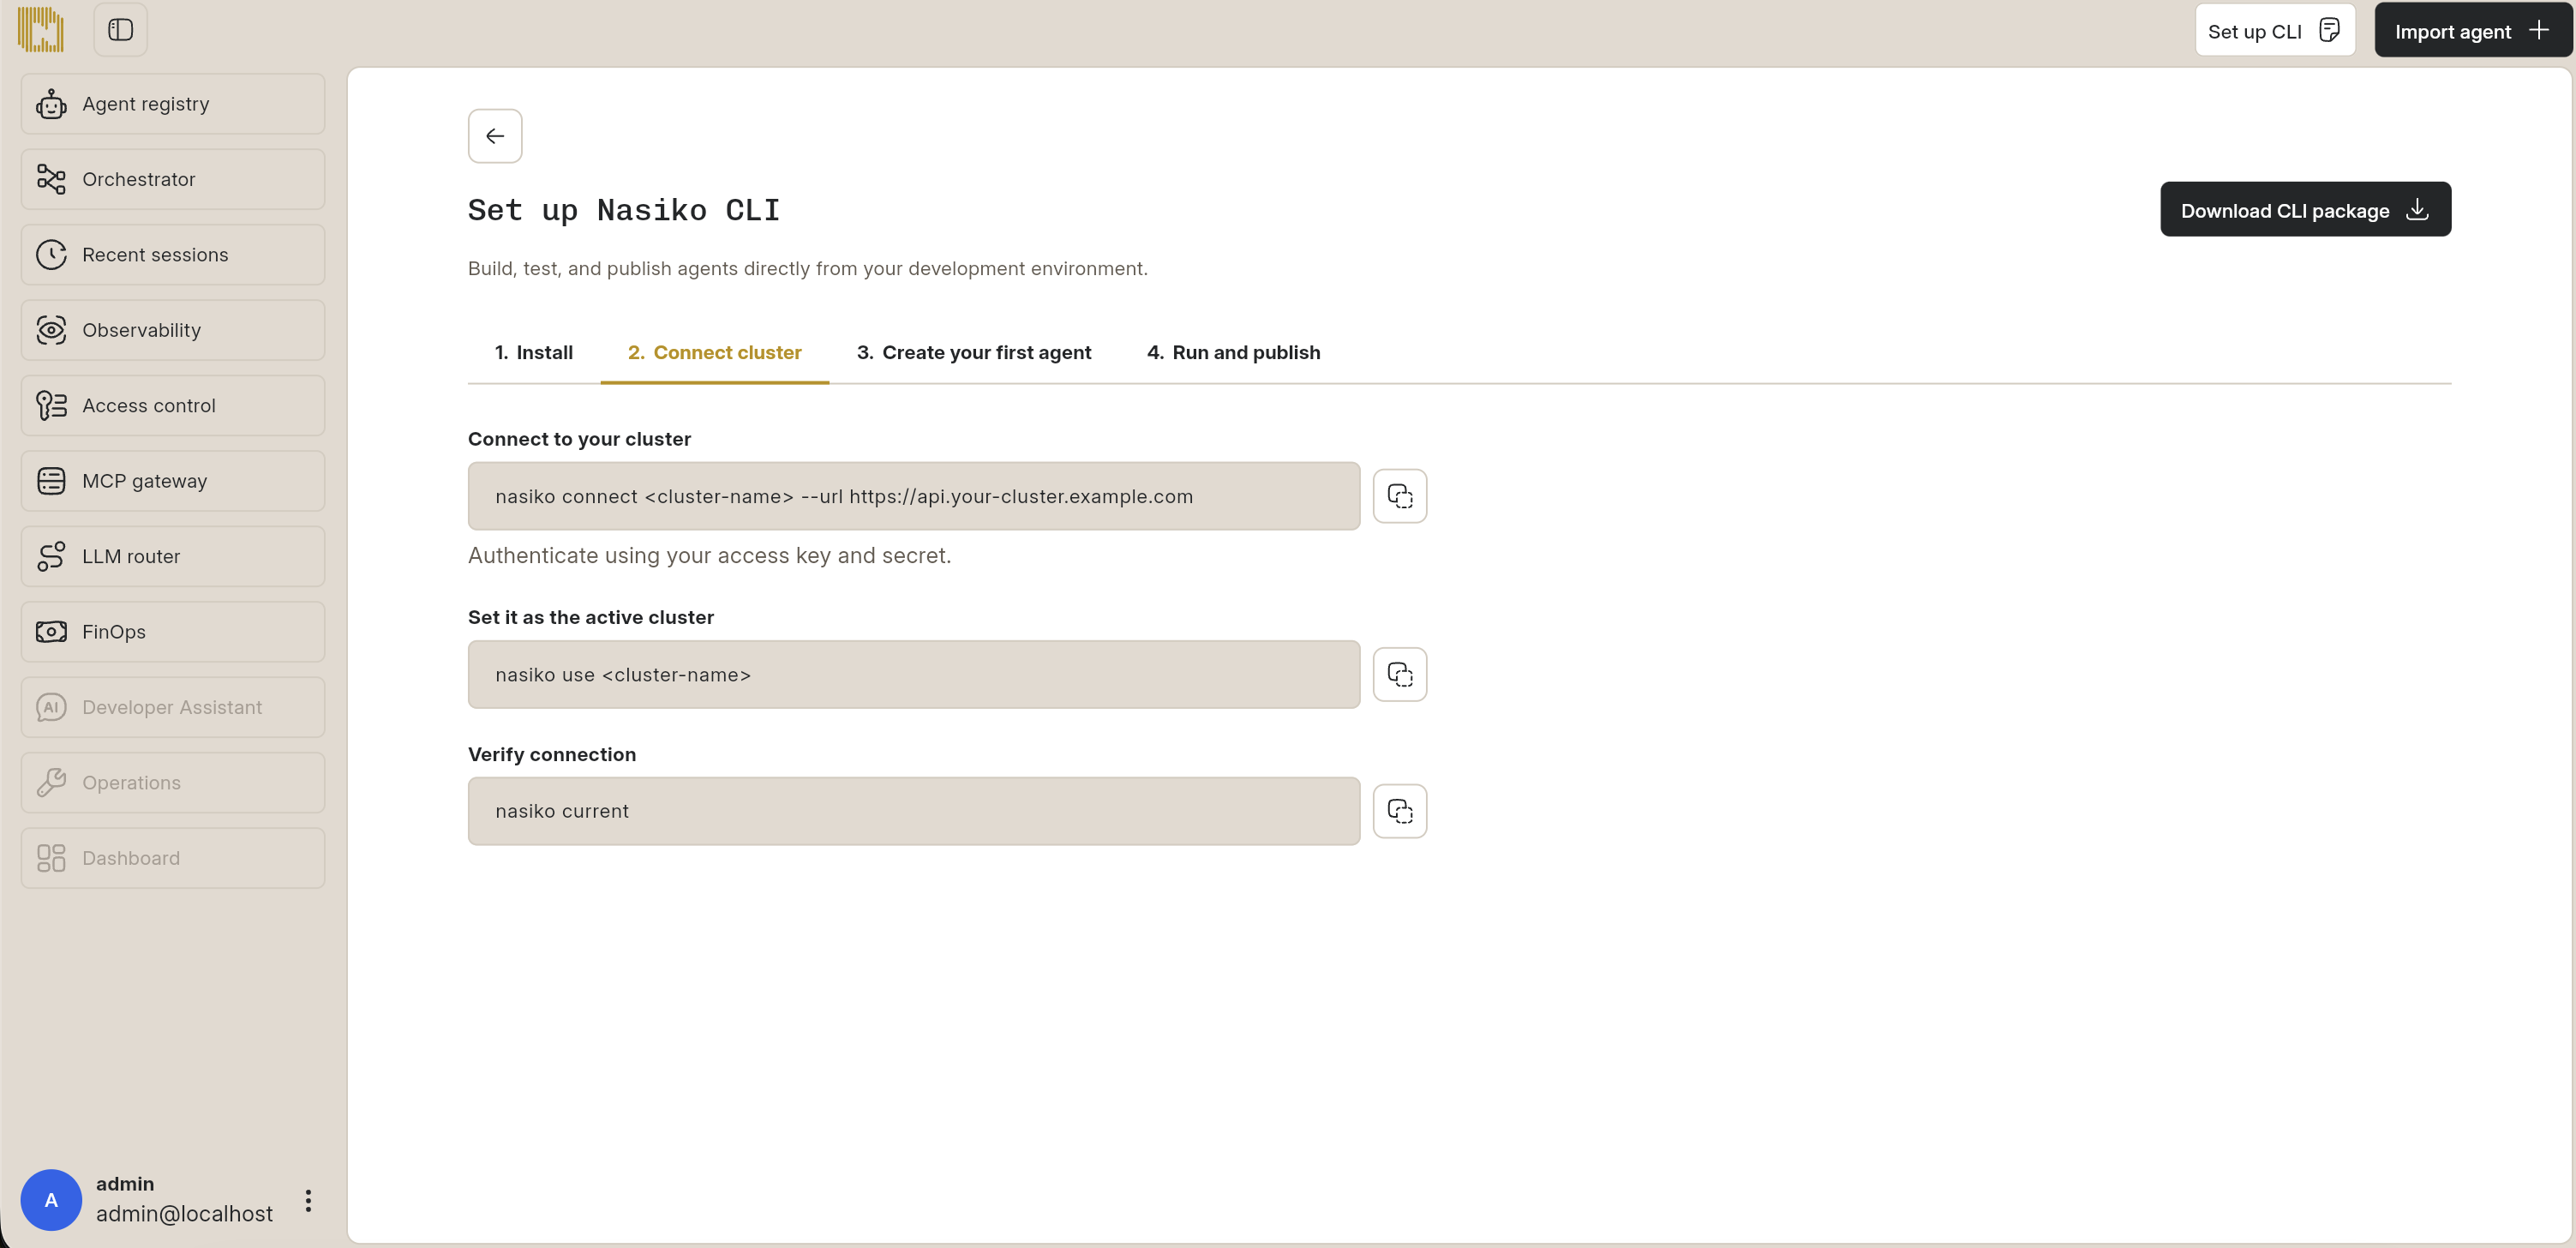 Set up CLI
Import agent
Agent registry
Orchestrator
Recent sessions
Observability
Access control
MCP gateway
LLM router
FinOps
AI
Developer Assistant
Operations
Dashboard
A
admin
admin@localhost
Set up Nasiko CLI
Download CLI package
Build, test, and publish agents directly from your development environment.
1. Install
2. Connect cluster
3. Create your first agent
4. Run and publish
Connect to your cluster
nasiko connect <cluster-name> --url https://api.your-cluster.example.com
Authenticate using your access key and secret.
Set it as the active cluster
nasiko use <cluster-name>
Verify connection
nasiko current